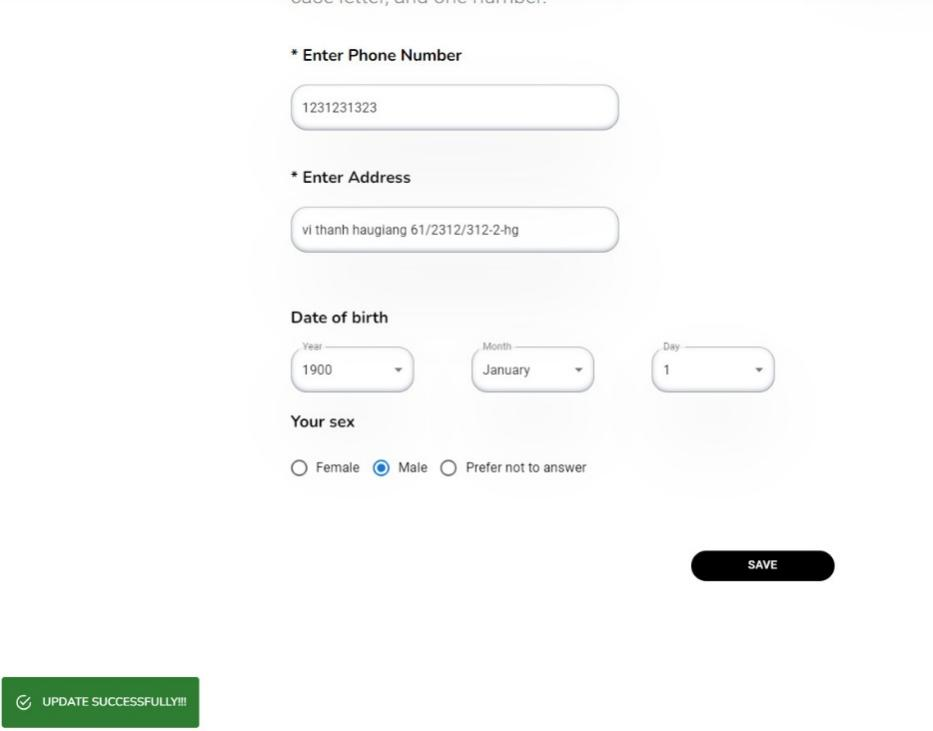 case letter, and one number.
* Enter Phone Number
1231231323
* Enter Address
vi thanh haugiang 61/2312/312-2-hg
Date of birth
Year Month Day
1900 January 1
Your sex
Female Male Prefer not to answer
SAVE
UPDATE SUCCESSFULLY!!!